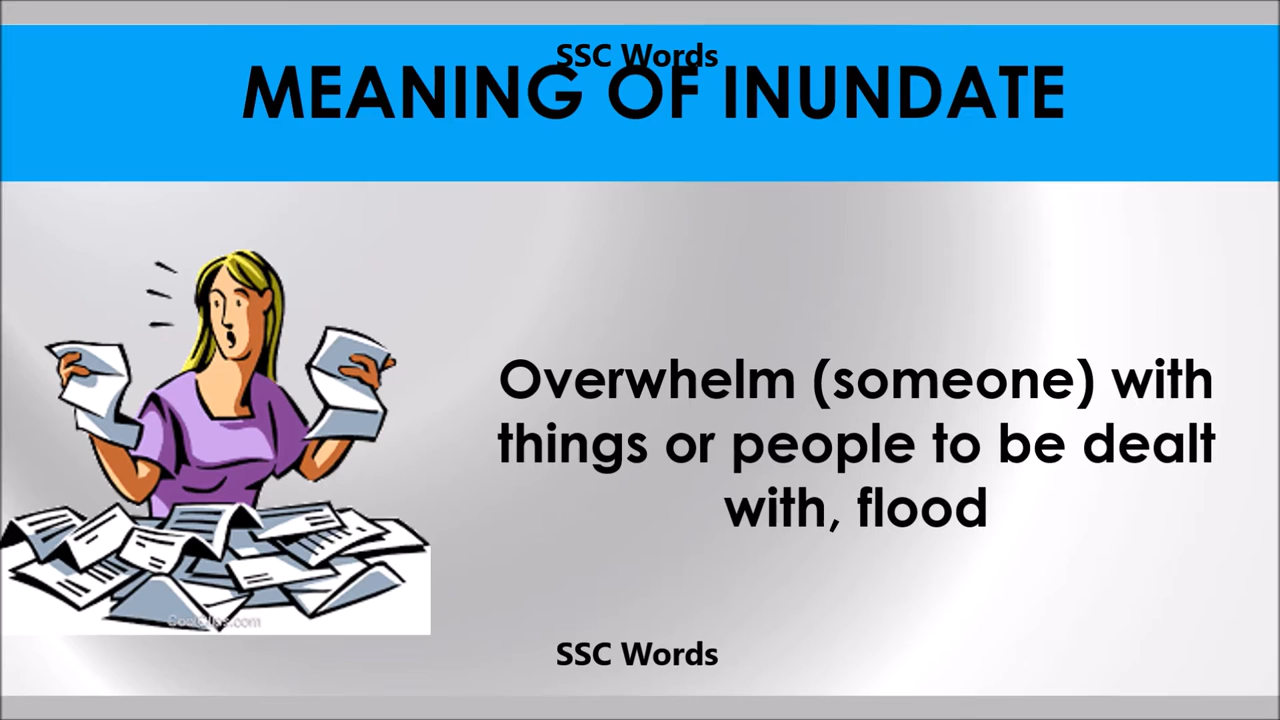 SSC Words
MEANING OF INUNDATE
Overwhelm (someone) with
things or people to be dealt
with, flood
SSC Words